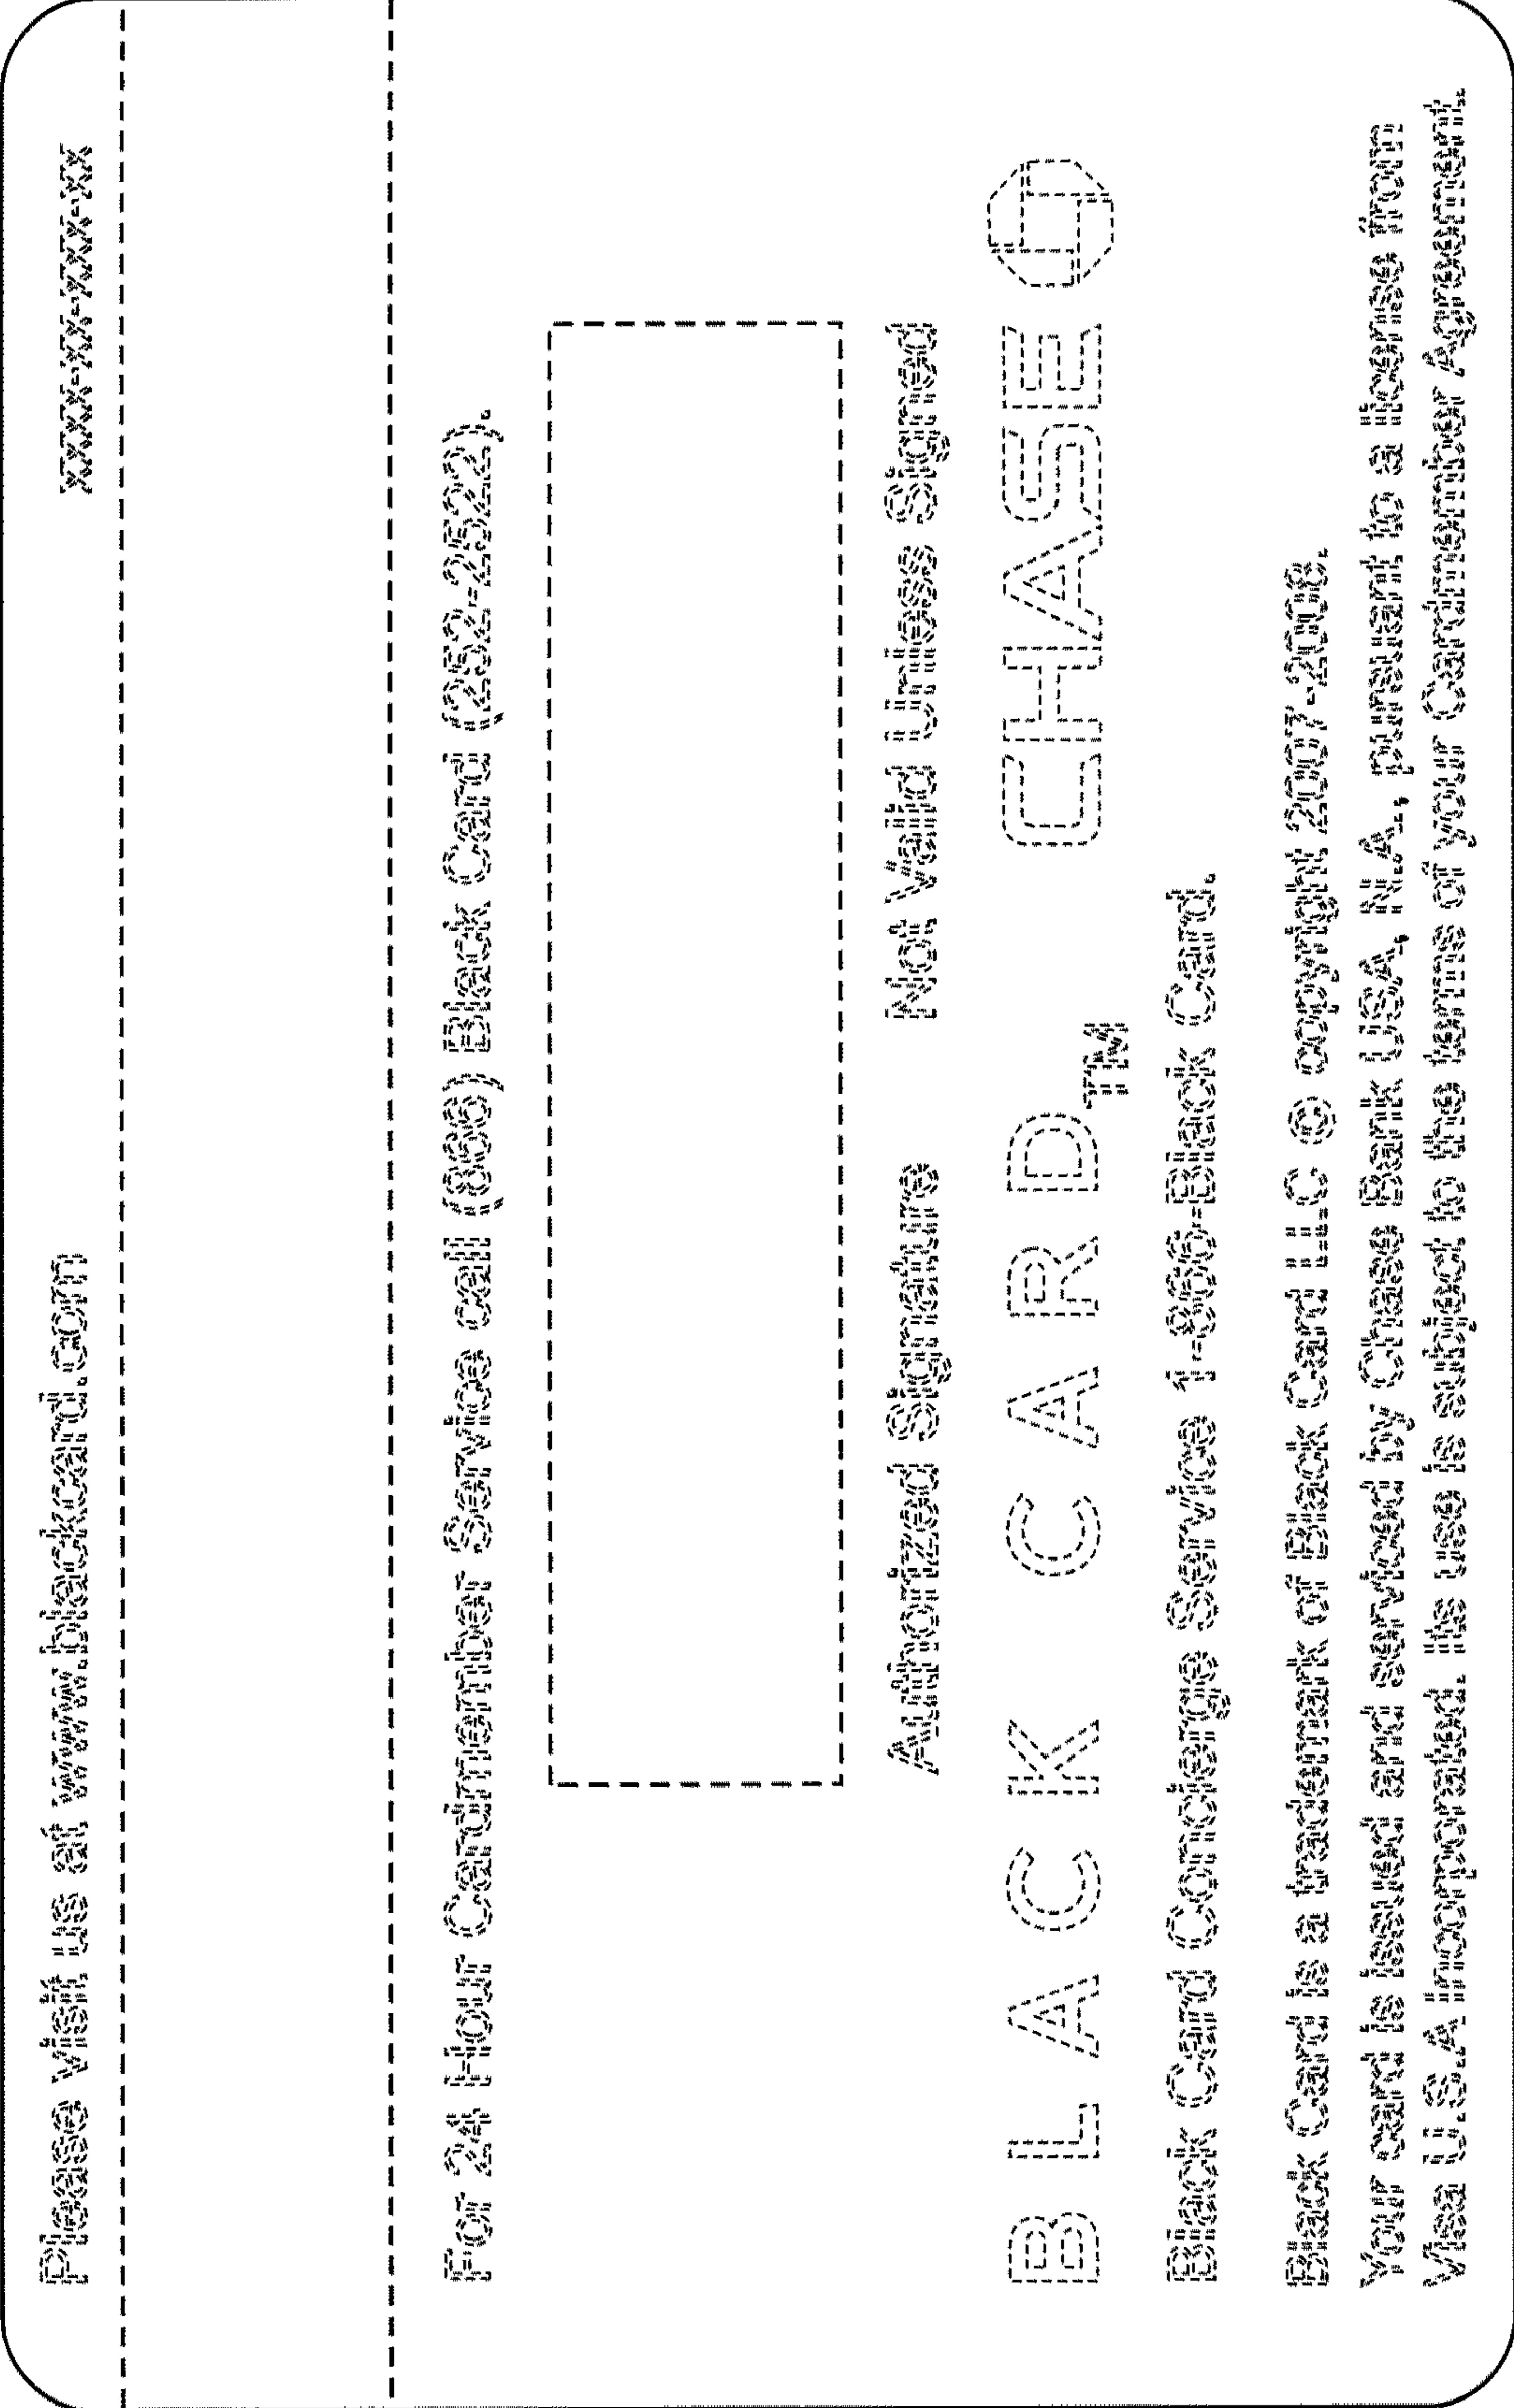 Please visit us at www.blackcard.com xxxx-xx-xxx-xx
For 24 Hour Cardmember Service call (866) Black Card (252-2522).
Authorized Signature Not Valid Unless Signed
BLACK CARD™ CHASE
Black Card Concierge Service 1-866-Black Card.
Black Card is a trademark of Black Card LLC © copyright 2007-2008.
Your card is issued and serviced by Chase Bank USA, N.A., pursuant to a license from
Visa U.S.A Incorporated. Its use is subject to the terms of your Cardmember Agreement.